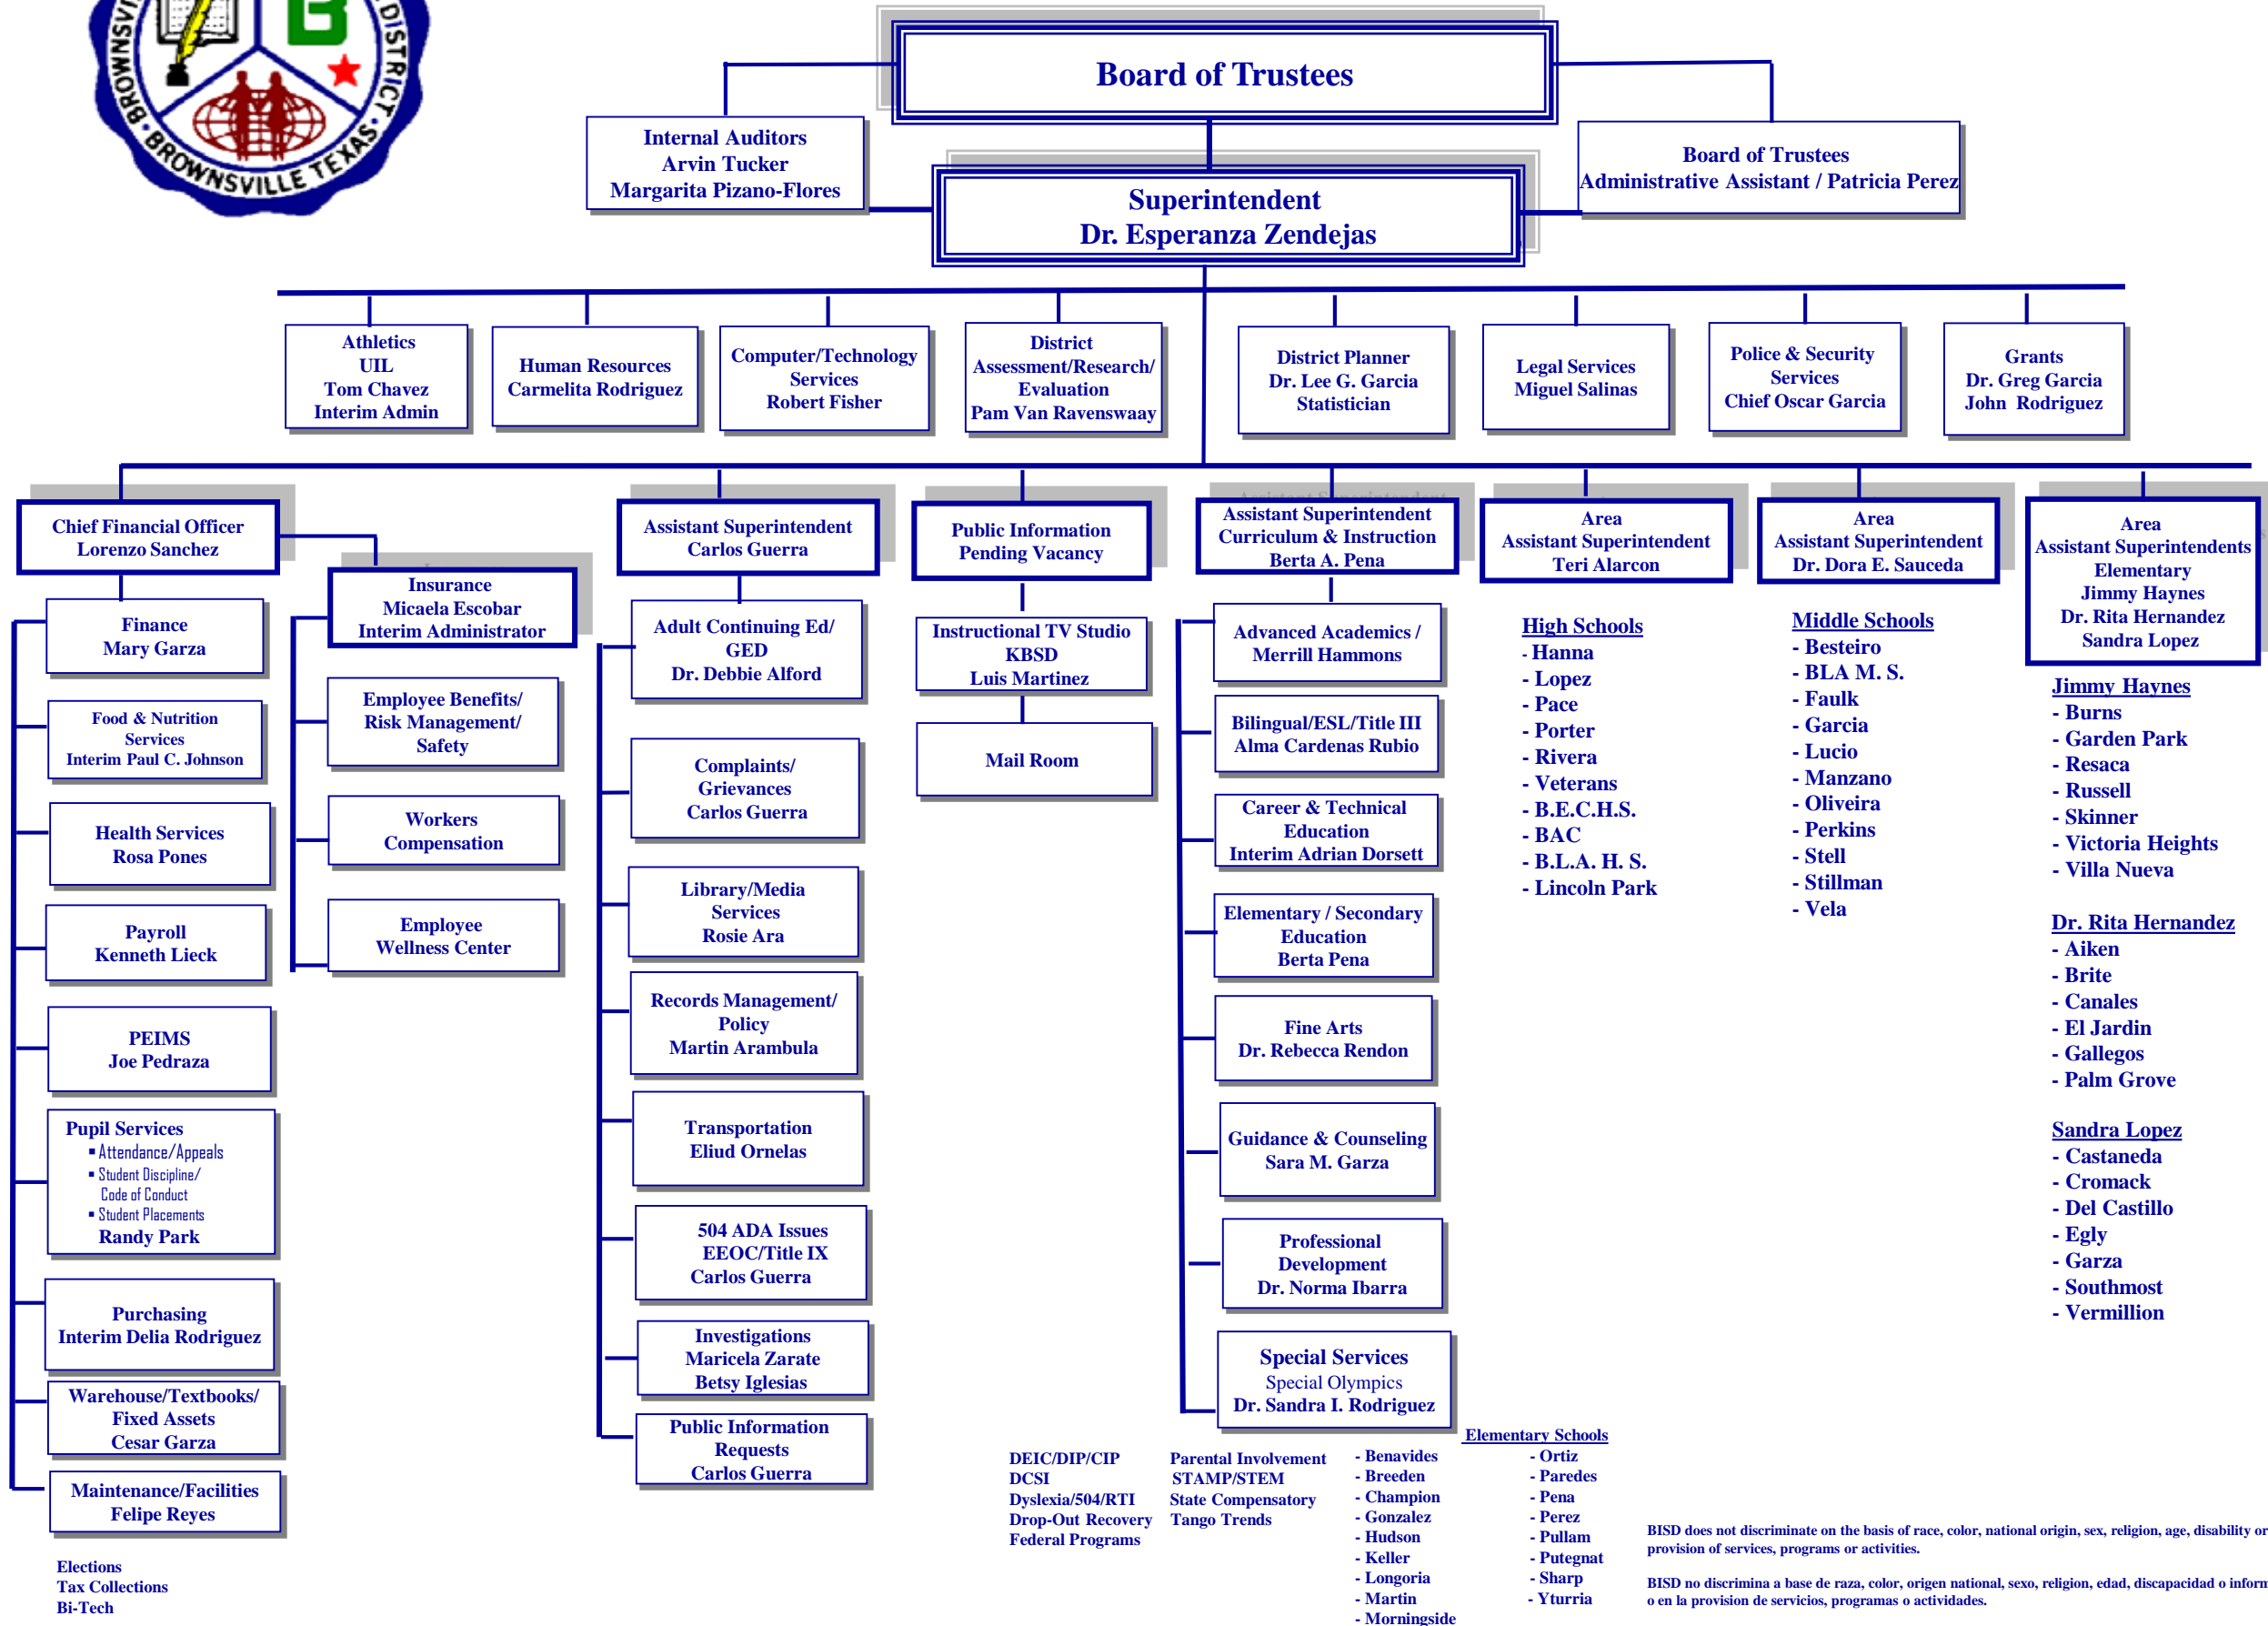 DISTRICT
BROWNSVILLE TEXAS
Board of Trustees
Internal Auditors
Arvin Tucker
Margarita Pizano-Flores
Board of Trustees
Administrative Assistant / Patricia Perez
Superintendent
Dr. Esperanza Zendejas
Athletics
UIL
Tom Chavez
Interim Admin
Human Resources
Carmelita Rodriguez
Computer/Technology
Services
Robert Fisher
District
Assessment/Research/
Evaluation
Pam Van Ravenswaay
District Planner
Dr. Lee G. Garcia
Statistician
Legal Services
Miguel Salinas
Police & Security
Services
Chief Oscar Garcia
Grants
Dr. Greg Garcia
John Rodriguez
Chief Financial Officer
Lorenzo Sanchez
Finance
Mary Garza
Food & Nutrition
Services
Interim Paul C. Johnson
Health Services
Rosa Pones
Payroll
Kenneth Lieck
PEIMS
Joe Pedraza
Pupil Services
▪ Attendance/Appeals
▪ Student Discipline/
Code of Conduct
▪ Student Placements
Randy Park
Purchasing
Interim Delia Rodriguez
Warehouse/Textbooks/
Fixed Assets
Cesar Garza
Maintenance/Facilities
Felipe Reyes
Elections
Tax Collections
Bi-Tech
Insurance
Micaela Escobar
Interim Administrator
Employee Benefits/
Risk Management/
Safety
Workers
Compensation
Employee
Wellness Center
Assistant Superintendent
Carlos Guerra
Adult Continuing Ed/
GED
Dr. Debbie Alford
Complaints/
Grievances
Carlos Guerra
Library/Media
Services
Rosie Ara
Records Management/
Policy
Martin Arambula
Transportation
Eliud Ornelas
504 ADA Issues
EEOC/Title IX
Carlos Guerra
Investigations
Maricela Zarate
Betsy Iglesias
Public Information
Requests
Carlos Guerra
Public Information
Pending Vacancy
Instructional TV Studio
KBSD
Luis Martinez
Mail Room
Assistant Superintendent
Curriculum & Instruction
Berta A. Pena
Advanced Academics /
Merrill Hammons
Bilingual/ESL/Title III
Alma Cardenas Rubio
Career & Technical
Education
Interim Adrian Dorsett
Elementary / Secondary
Education
Berta Pena
Fine Arts
Dr. Rebecca Rendon
Guidance & Counseling
Sara M. Garza
Professional
Development
Dr. Norma Ibarra
Special Services
Special Olympics
Dr. Sandra I. Rodriguez
DEIC/DIP/CIP
DCSI
Dyslexia/504/RTI
Drop-Out Recovery
Federal Programs
Parental Involvement
STAMP/STEM
State Compensatory
Tango Trends
Area
Assistant Superintendent
Teri Alarcon
High Schools
- Hanna
- Lopez
- Pace
- Porter
- Rivera
- Veterans
- B.E.C.H.S.
- BAC
- B.L.A. H. S.
- Lincoln Park
Area
Assistant Superintendent
Dr. Dora E. Sauceda
Middle Schools
- Besteiro
- BLA M. S.
- Faulk
- Garcia
- Lucio
- Manzano
- Oliveira
- Perkins
- Stell
- Stillman
- Vela
Area
Assistant Superintendents
Elementary
Jimmy Haynes
Dr. Rita Hernandez
Sandra Lopez
Jimmy Haynes
- Burns
- Garden Park
- Resaca
- Russell
- Skinner
- Victoria Heights
- Villa Nueva
Dr. Rita Hernandez
- Aiken
- Brite
- Canales
- El Jardin
- Gallegos
- Palm Grove
Sandra Lopez
- Castaneda
- Cromack
- Del Castillo
- Egly
- Garza
- Southmost
- Vermillion
Elementary Schools
- Benavides
- Breeden
- Champion
- Gonzalez
- Hudson
- Keller
- Longoria
- Martin
- Morningside
- Ortiz
- Paredes
- Pena
- Perez
- Pullam
- Putegnat
- Sharp
- Yturria
BISD does not discriminate on the basis of race, color, national origin, sex, religion, age, disability or
provision of services, programs or activities.
BISD no discrimina a base de raza, color, origen national, sexo, religion, edad, discapacidad o inform
o en la provision de servicios, programas o actividades.